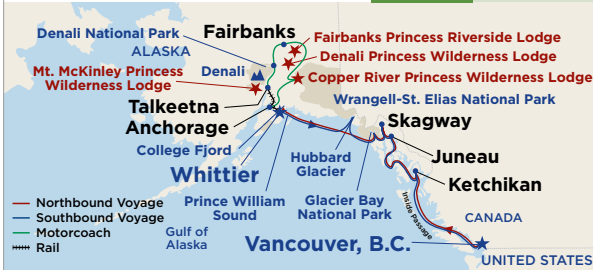 Fairbanks
Denali National Park
Fairbanks Princess Riverside Lodge
ALASKA
Denali Princess Wilderness Lodge
Mt. McKinley Princess
Wilderness Lodge
Denali
Copper River Princess Wilderness Lodge
Wrangell-St. Elias National Park
Talkeetna
Anchorage
Skagway
College Fjord
Hubbard
Glacier
Juneau
Whittier
Ketchikan
Prince William
Sound
Glacier Bay
National Park
Inside Passage
Northbound Voyage
Southbound Voyage
Motorcoach
Rail
Gulf of
Alaska
CANADA
Vancouver, B.C.
UNITED STATES